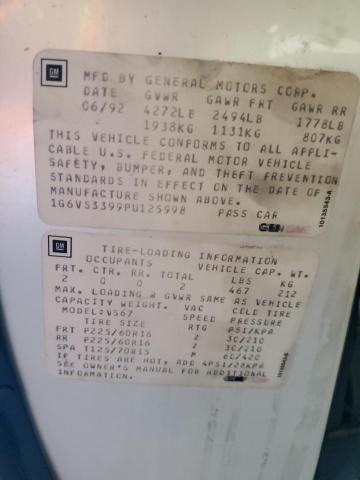 GM
MFD BY GENERAL MOTORS CORP.
DATE GVWR GAWR FRT GAWR RR
06/92 4272LB 2494LB 1778LB
1938KG 1131KG 807KG
THIS VEHICLE CONFORMS TO ALL APPLI-
CABLE U.S. FEDERAL MOTOR VEHICLE
SAFETY, BUMPER, AND THEFT PREVENTION
STANDARDS IN EFFECT ON THE DATE OF
MANUFACTURE SHOWN ABOVE.
1G6VS3399PU125998 PASS CAR
GM
TIRE-LOADING INFORMATION
OCCUPANTS VEHICLE CAP. WT.
FRT. CTR. RR. TOTAL LBS KG
2 0 0 2 467 212
MAX. LOADING @ GVWR SAME AS VEHICLE
CAPACITY WEIGHT. VAC COLD TIRE
MODEL:VS67 SPEED PRESSURE
TIRE SIZE RTG PSI/KPA
FRT P225/60R16 Z 30/210
RR P225/60R16 Z 30/210
SPA T125/70R15 M 60/420
IF TIRES ARE HOT, ADD 4PSI/28KPA
SEE OWNER'S MANUAL FOR ADDITIONAL
INFORMATION.